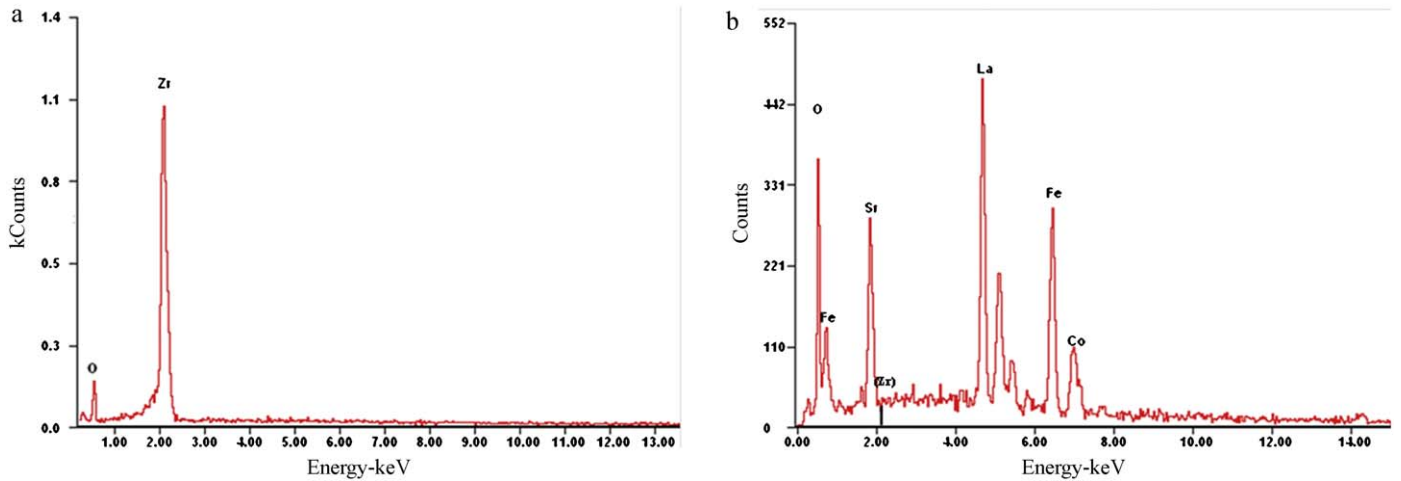 a
1.4
Zr
1.1
0.8
kCounts
0.5
0.3
O
0.0
1.00 2.00 3.00 4.00 5.00 6.00 7.00 8.00 9.00 10.00 11.00 12.00 13.00
Energy-keV
b
552
La
442
O
331
Fe
Sr
Counts
221
Fe
110
Co
(Zr)
0
0.00 2.00 4.00 6.00 8.00 10.00 12.00 14.00
Energy-keV